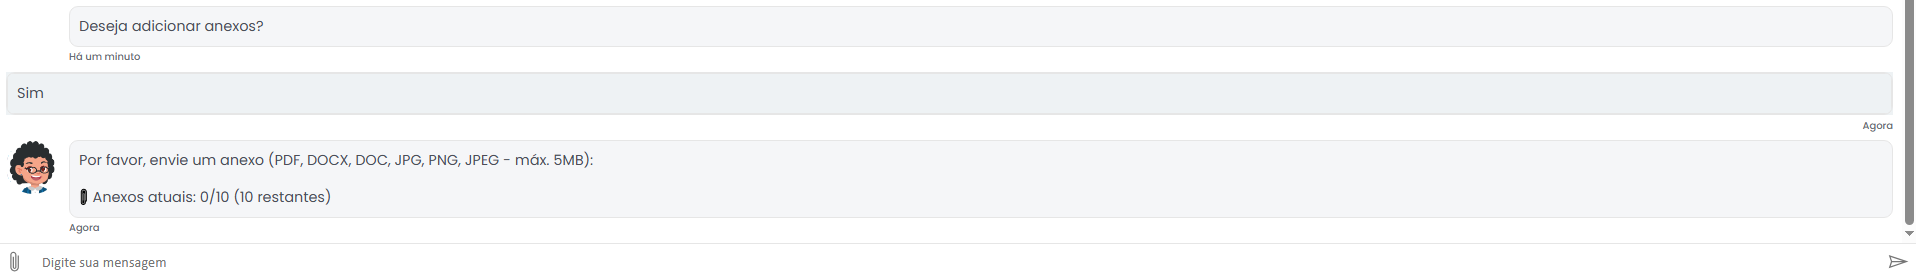 Deseja adicionar anexos?
Há um minuto
Sim
Agora
Por favor, envie um anexo (PDF, DOCX, DOC, JPG, PNG, JPEG - máx. 5MB):
Anexos atuais: 0/10 (10 restantes)
Agora
Digite sua mensagem